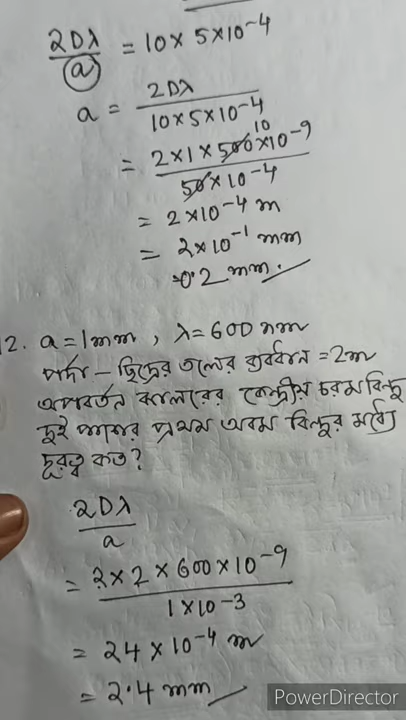 2Dλ/a = 10 × 5×10⁻⁴
a = 2Dλ/10×5×10⁻⁴
= 2×1×500×10⁻⁹/50×10⁻⁴ 10
= 2×10⁻⁴ m
= 2×10⁻¹ mm
=0.2 mm.
12. a=1mm, λ=600 nm
পর্দা - ছিদ্রের তলের ব্যবধান = 2m
অপবর্তন ঝালরের কেন্দ্রীয় চরম বিন্দু
দুই পাশের প্রথম অবম বিন্দুর মধ্যে
দূরত্ব কত?
2Dλ/a
= 2×2×600×10⁻⁹/1×10⁻³
= 24×10⁻⁴ m
= 2.4 mm
PowerDirector